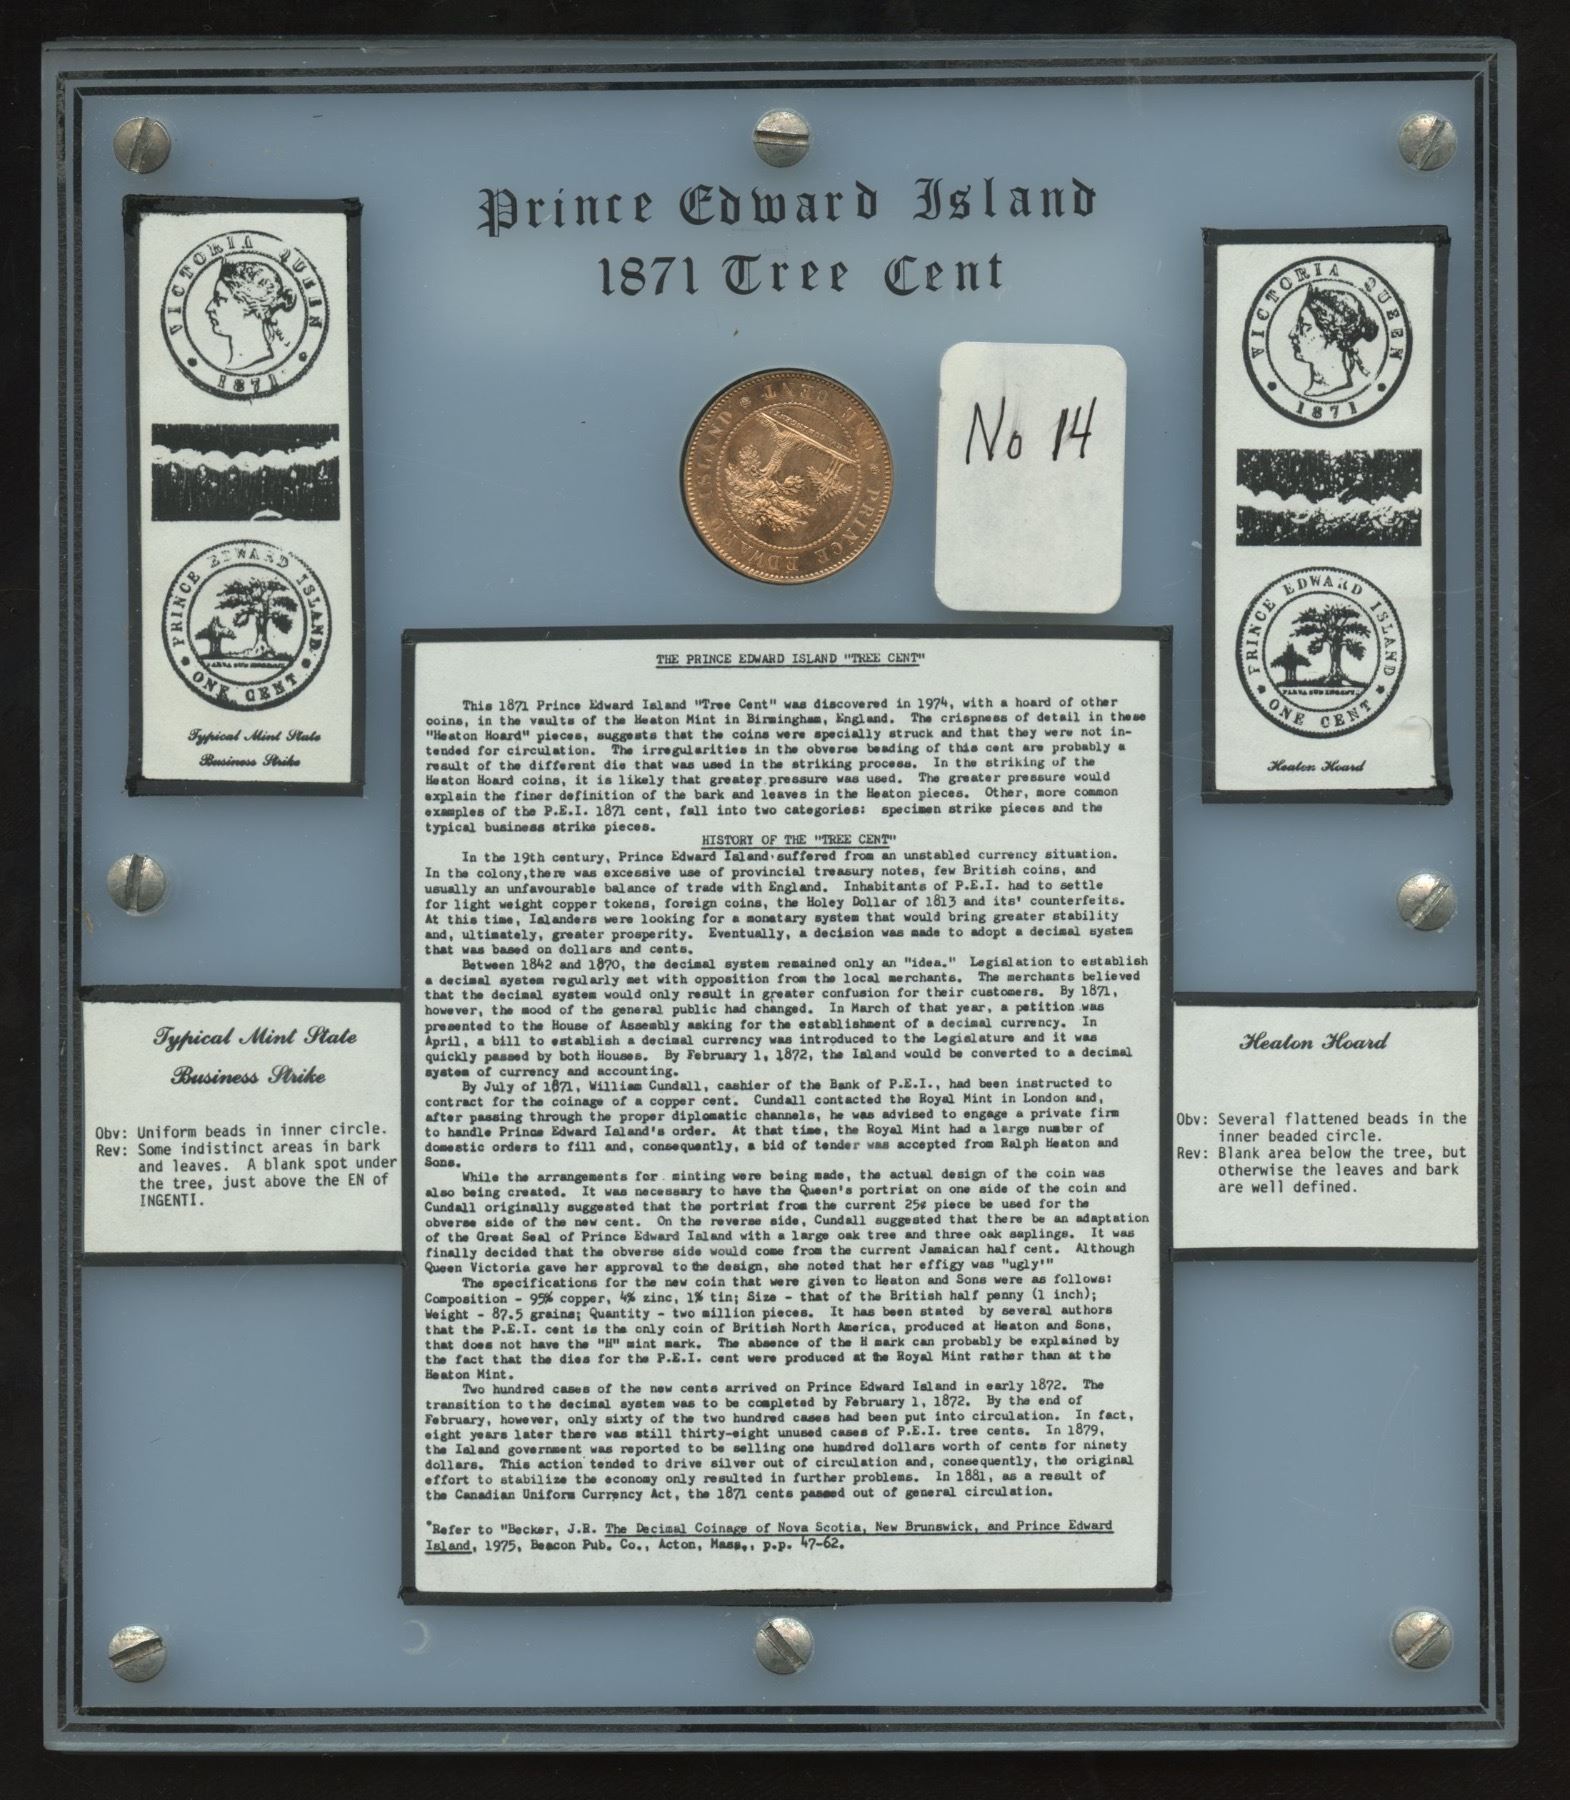 Prince Edward Island
1871 Tree Cent
VICTORIA QUEEN
1871
PRINCE EDWARD ISLAND
ONE CENT
Typical Mint State
Business Strike
PRINCE EDWARD ISLAND
ONE CENT
No 14
VICTORIA QUEEN
1871
PRINCE EDWARD ISLAND
PARVA SUB INGENTI
ONE CENT
Heaton Hoard
THE PRINCE EDWARD ISLAND "TREE CENT"
This 1871 Prince Edward Island "Tree Cent" was discovered in 1974, with a hoard of other
coins, in the vaults of the Heaton Mint in Birmingham, England. The crispness of detail in these
"Heaton Hoard" pieces, suggests that the coins were specially struck and that they were not in-
tended for circulation. The irregularities in the obverse beading of this cent are probably a
result of the different die that was used in the striking process. In the striking of the
Heaton Hoard coins, it is likely that greater pressure was used. The greater pressure would
explain the finer definition of the bark and leaves in the Heaton pieces. Other, more common
examples of the P.E.I. 1871 cent, fall into two categories: specimen strike pieces and the
typical business strike pieces.
HISTORY OF THE "TREE CENT"
In the 19th century, Prince Edward Island suffered from an unstabled currency situation.
In the colony,there was excessive use of provincial treasury notes, few British coins, and
usually an unfavourable balance of trade with England. Inhabitants of P.E.I. had to settle
for light weight copper tokens, foreign coins, the Holey Dollar of 1813 and its' counterfeits.
At this time, Islanders were looking for a monatary system that would bring greater stability
and, ultimately, greater prosperity. Eventually, a decision was made to adopt a decimal system
that was based on dollars and cents.
Between 1842 and 1870, the decimal system remained only an "idea." Legislation to establish
a decimal system regularly met with opposition from the local merchants. The merchants believed
that the decimal system would only result in greater confusion for their customers. By 1871,
however, the mood of the general public had changed. In March of that year, a petition was
presented to the House of Assembly asking for the establishment of a decimal currency. In
April, a bill to establish a decimal currency was introduced to the Legislature and it was
quickly passed by both Houses. By February 1, 1872, the Island would be converted to a decimal
system of currency and accounting.
By July of 1871, William Cundall, cashier of the Bank of P.E.I., had been instructed to
contract for the coinage of a copper cent. Cundall contacted the Royal Mint in London and,
after passing through the proper diplomatic channels, he was advised to engage a private firm
to handle Prince Edward Island's order. At that time, the Royal Mint had a large number of
domestic orders to fill and, consequently, a bid of tender was accepted from Ralph Heaton and
Sons.
While the arrangements for minting were being made, the actual design of the coin was
also being created. It was necessary to have the Queen's portriat on one side of the coin and
Cundall originally suggested that the portriat from the current 25¢ piece be used for the
obverse side of the new cent. On the reverse side, Cundall suggested that there be an adaptation
of the Great Seal of Prince Edward Island with a large oak tree and three oak saplings. It was
finally decided that the obverse side would come from the current Jamaican half cent. Although
Queen Victoria gave her approval to the design, she noted that her effigy was "ugly'"
The specifications for the new coin that were given to Heaton and Sons were as follows:
Composition - 95% copper, 4% zinc, 1% tin; Size - that of the British half penny (1 inch);
Weight - 87.5 grains; Quantity - two million pieces. It has been stated by several authors
that the P.E.I. cent is the only coin of British North America, produced at Heaton and Sons,
that does not have the "H" mint mark. The absence of the H mark can probably be explained by
the fact that the dies for the P.E.I. cent were produced at the Royal Mint rather than at the
Heaton Mint.
Two hundred cases of the new cents arrived on Prince Edward Island in early 1872. The
transition to the decimal system was to be completed by February 1, 1872. By the end of
February, however, only sixty of the two hundred cases had been put into circulation. In fact,
eight years later there was still thirty-eight unused cases of P.E.I. tree cents. In 1879,
the Island government was reported to be selling one hundred dollars worth of cents for ninety
dollars. This action tended to drive silver out of circulation and, consequently, the original
effort to stabilize the economy only resulted in further problems. In 1881, as a result of
the Canadian Uniform Currency Act, the 1871 cents passed out of general circulation.
*Refer to "Becker, J.R. The Decimal Coinage of Nova Scotia, New Brunswick, and Prince Edward
Island, 1975, Beacon Pub. Co., Acton, Mass., p.p. 47-62.
Typical Mint State
Business Strike
Obv: Uniform beads in inner circle.
Rev: Some indistinct areas in bark
and leaves. A blank spot under
the tree, just above the EN of
INGENTI.
Heaton Hoard
Obv: Several flattened beads in the
inner beaded circle.
Rev: Blank area below the tree, but
otherwise the leaves and bark
are well defined.